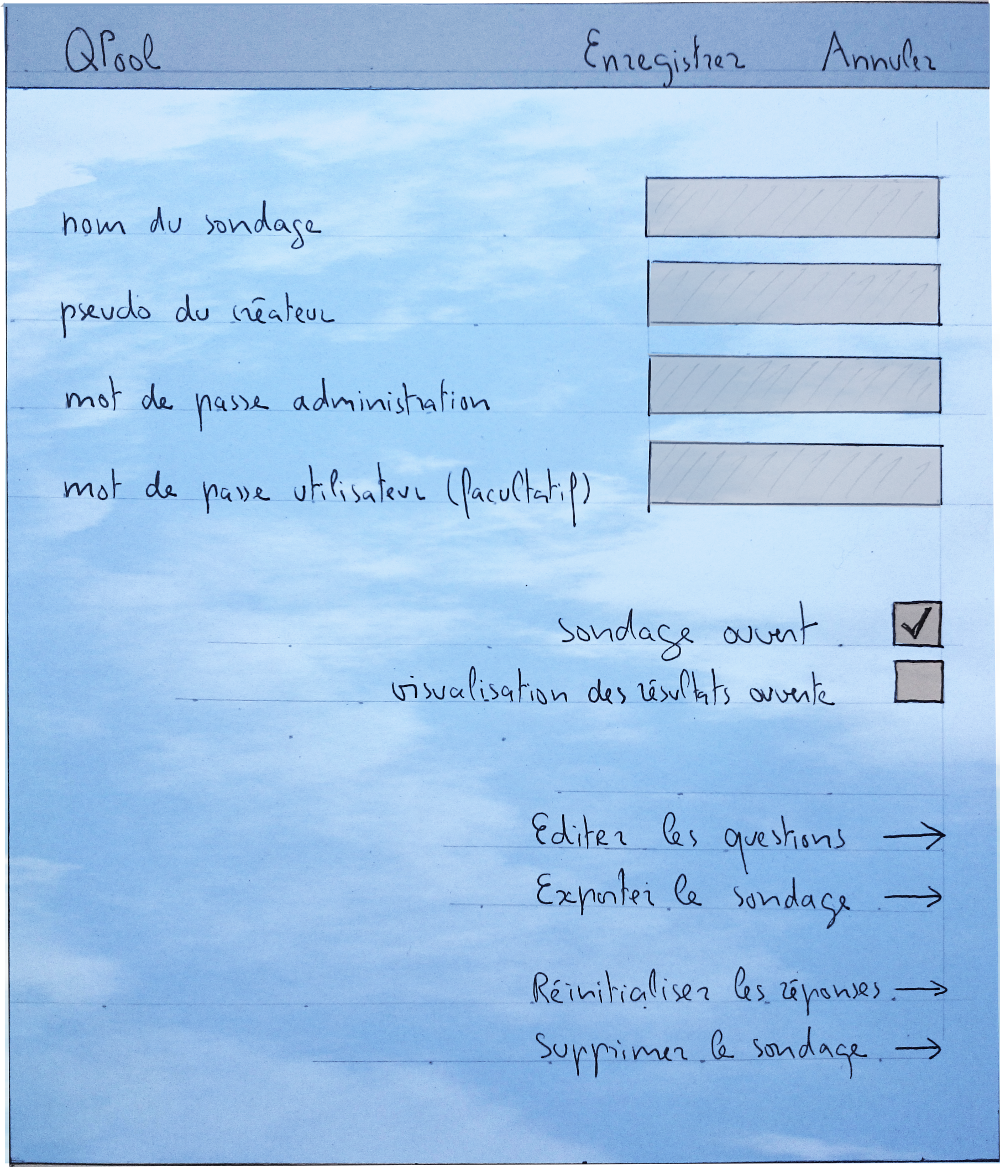 QPool Enregistrer Annuler
nom du sondage
pseudo du créateur
mot de passe administration
mot de passe utilisateur (facultatif)
sondage ouvert
visualisation des résultats ouverte
Editer les questions →
Exporter le sondage →
Réinitialiser les réponses →
Supprimer le sondage →